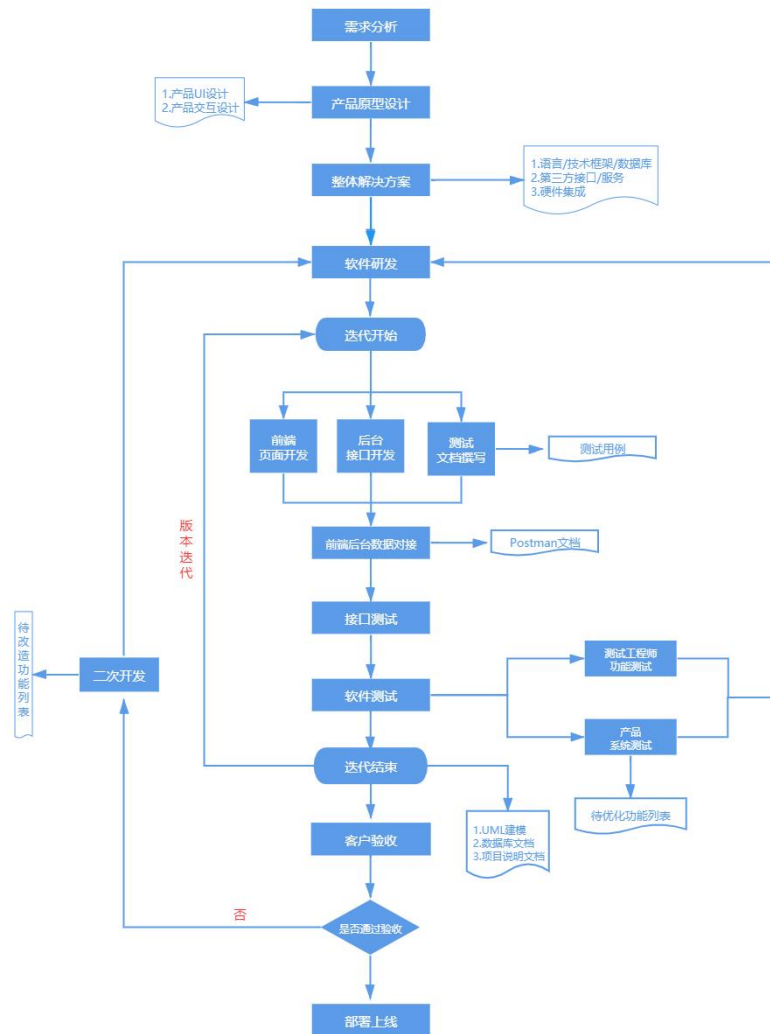 需求分析
1.产品UI设计
2.产品交互设计
产品原型设计
整体解决方案
1.语言/技术框架/数据库
2.第三方接口/服务
3.硬件集成
软件研发
迭代开始
前端
页面开发
后台
接口开发
测试
文档撰写
测试用例
版本迭代
前端后台数据对接
Postman文档
接口测试
待改造功能列表
二次开发
软件测试
测试工程师
功能测试
产品
系统测试
迭代结束
待优化功能列表
1.UML建模
2.数据库文档
3.项目说明文档
客户验收
否
是否通过验收
部署上线